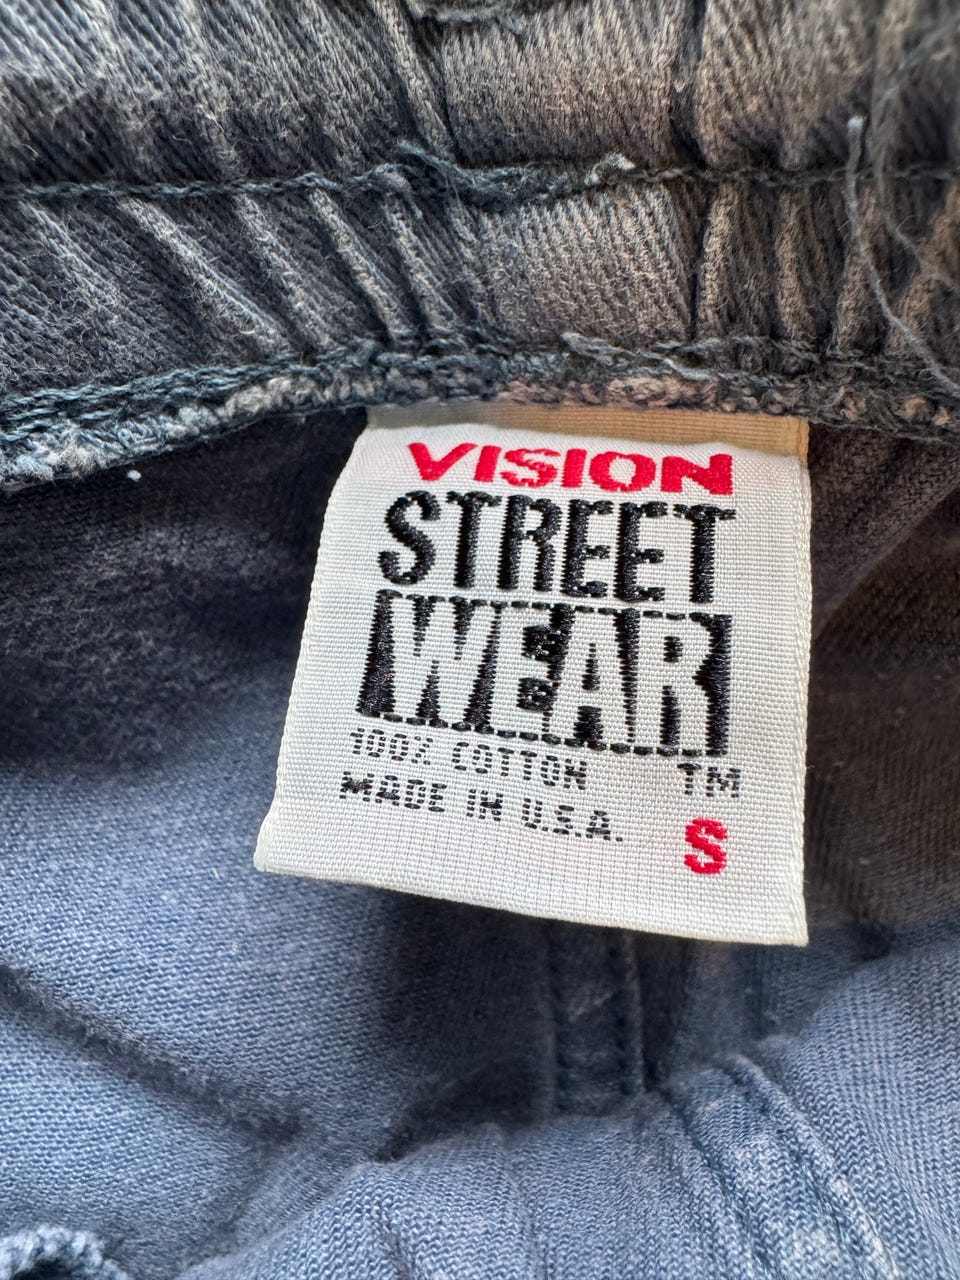 VISION
STREET
WEAR
100% COTTON TM
MADE IN U.S.A. S